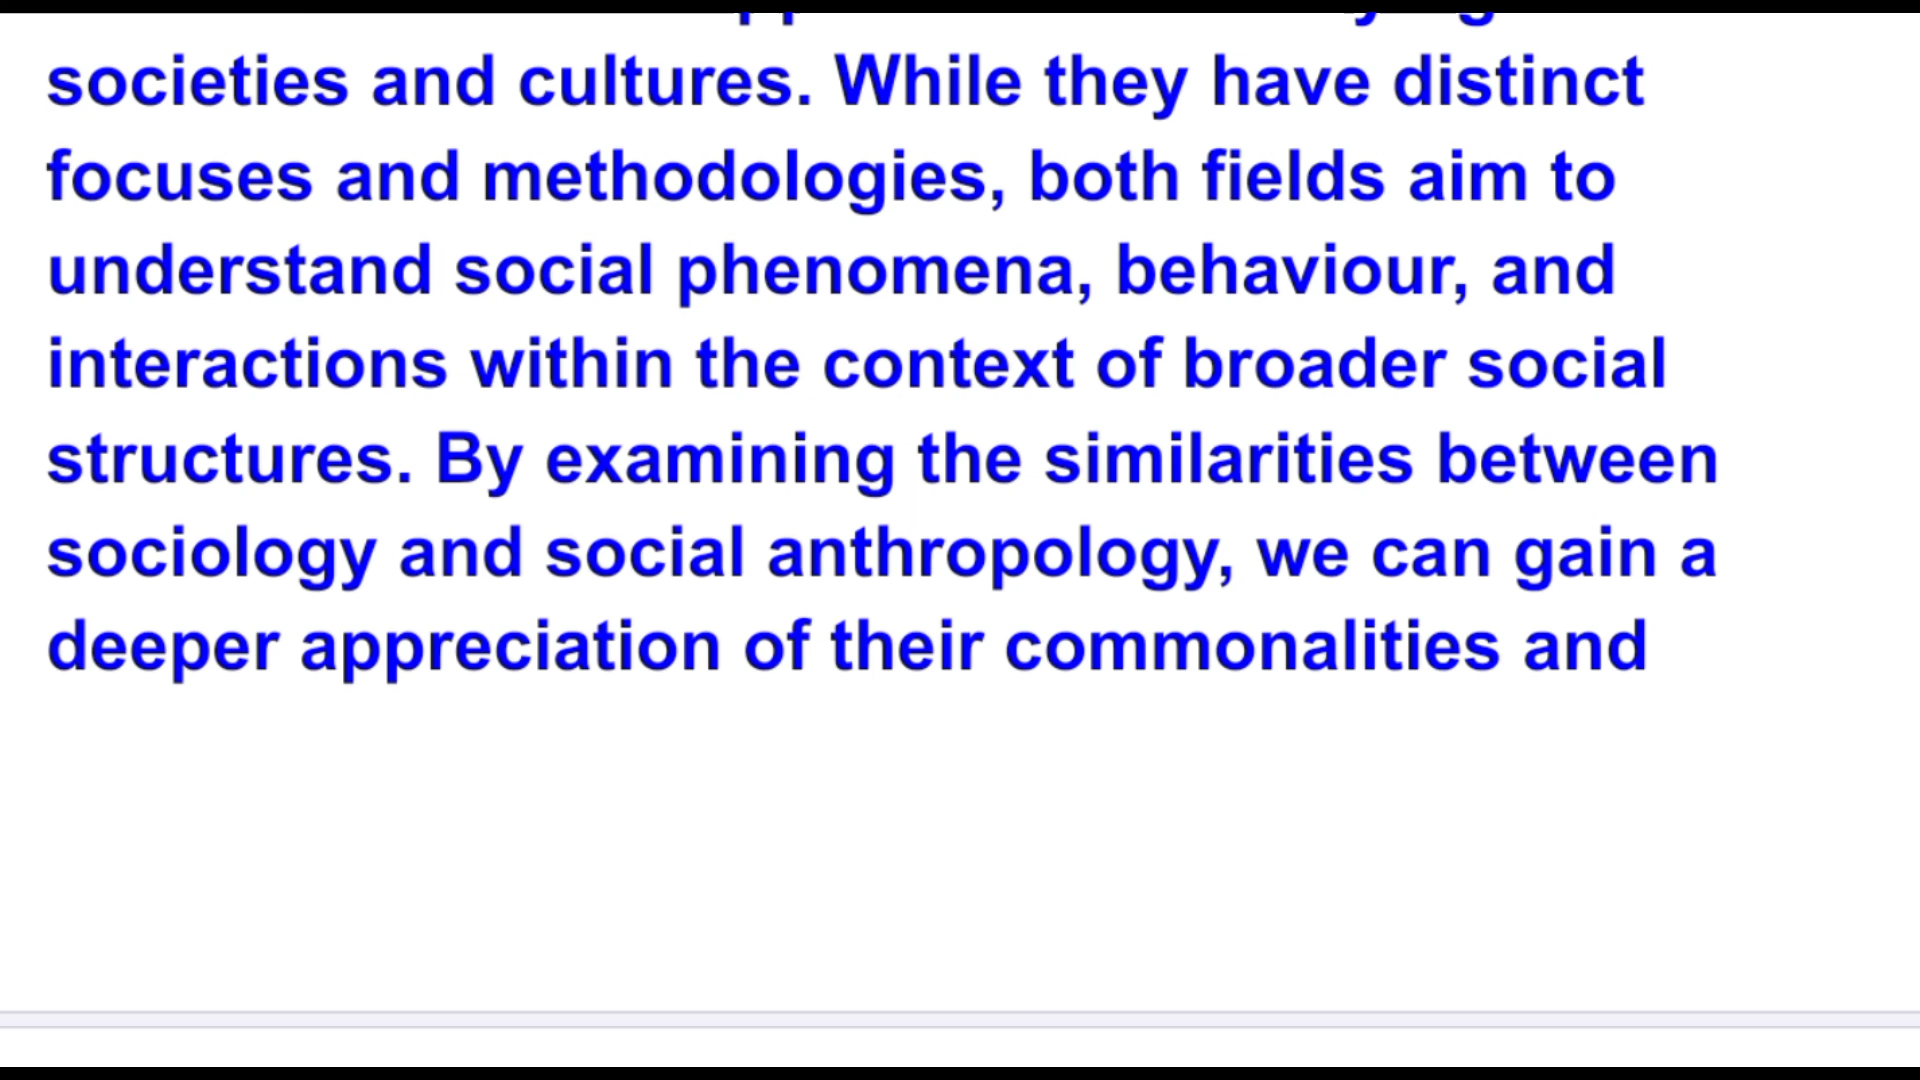 societies and cultures. While they have distinct
focuses and methodologies, both fields aim to
understand social phenomena, behaviour, and
interactions within the context of broader social
structures. By examining the similarities between
sociology and social anthropology, we can gain a
deeper appreciation of their commonalities and